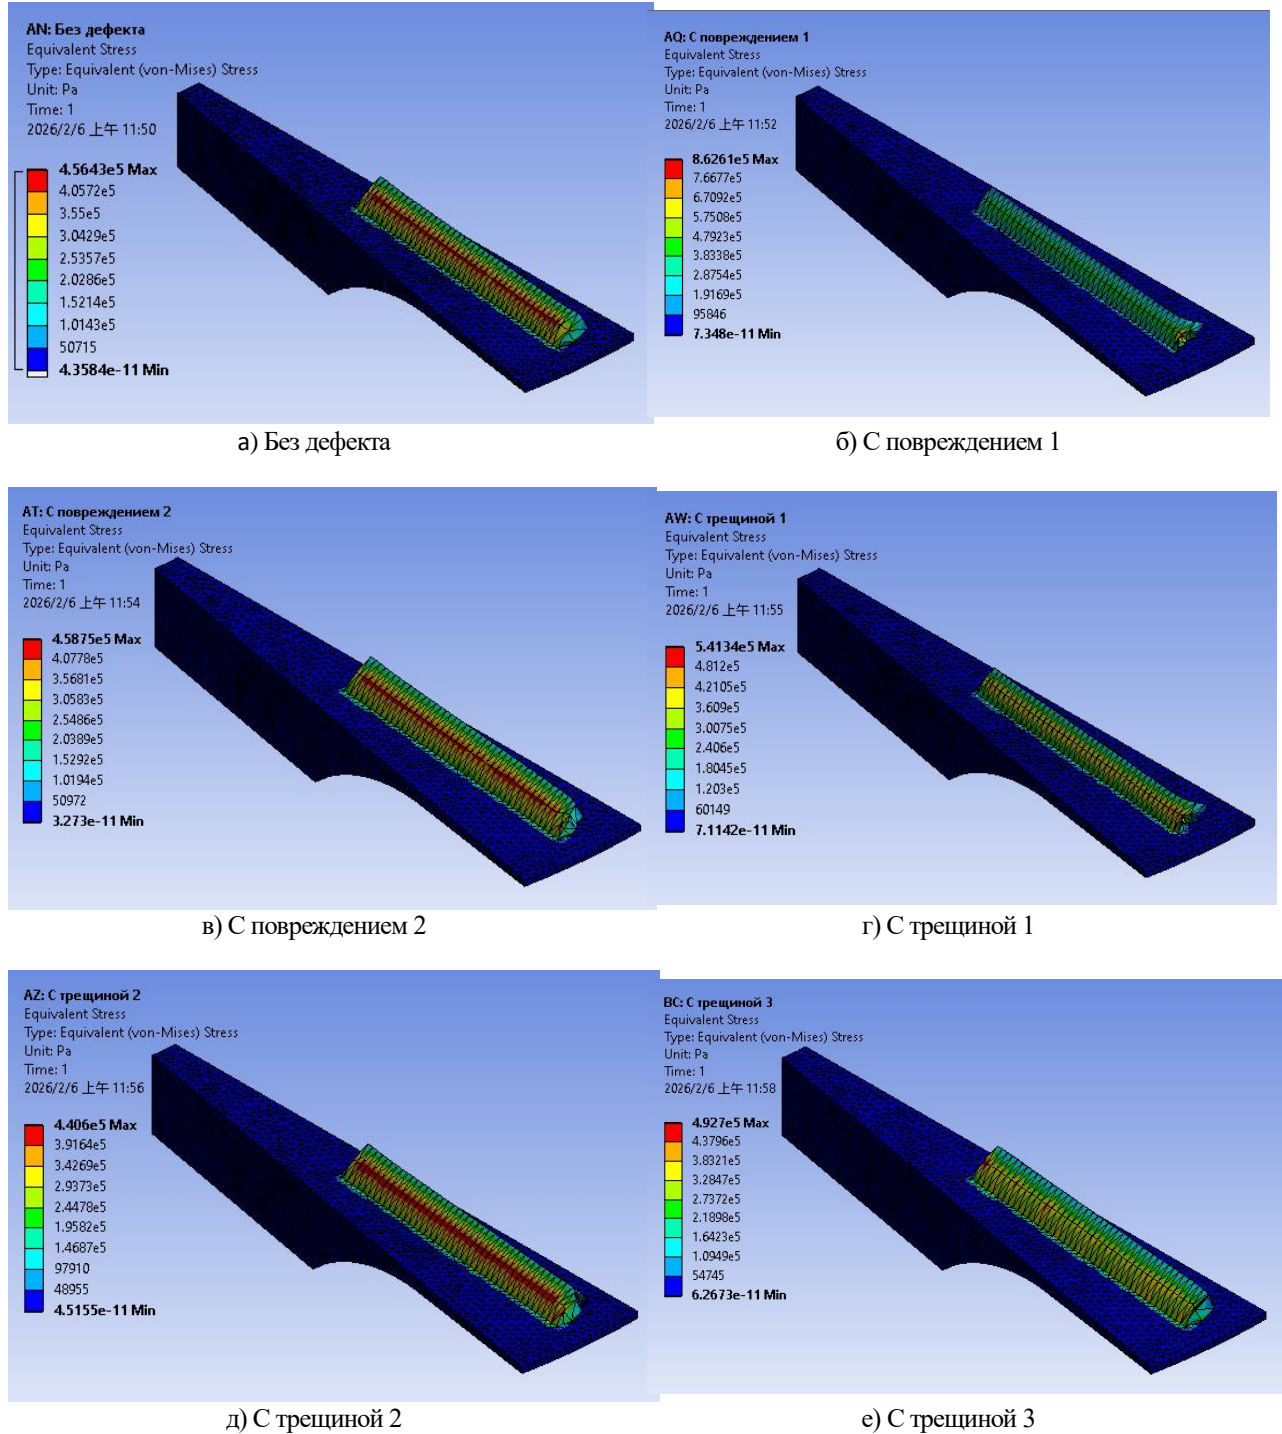 AN: Без дефекта
Equivalent Stress
Type: Equivalent (von-Mises) Stress
Unit: Pa
Time: 1
2026/2/6 上午 11:50
4.5643e5 Max
4.0572e5
3.55e5
3.0429e5
2.5357e5
2.0286e5
1.5214e5
1.0143e5
50715
4.3584e-11 Min
а) Без дефекта
AQ: С повреждением 1
Equivalent Stress
Type: Equivalent (von-Mises) Stress
Unit: Pa
Time: 1
2026/2/6 上午 11:52
8.6261e5 Max
7.6677e5
6.7092e5
5.7508e5
4.7923e5
3.8338e5
2.8754e5
1.9169e5
95846
7.348e-11 Min
б) С повреждением 1
AT: С повреждением 2
Equivalent Stress
Type: Equivalent (von-Mises) Stress
Unit: Pa
Time: 1
2026/2/6 上午 11:54
4.5875e5 Max
4.0778e5
3.5681e5
3.0583e5
2.5486e5
2.0389e5
1.5292e5
1.0194e5
50972
3.273e-11 Min
в) С повреждением 2
AW: С трещиной 1
Equivalent Stress
Type: Equivalent (von-Mises) Stress
Unit: Pa
Time: 1
2026/2/6 上午 11:55
5.4134e5 Max
4.812e5
4.2105e5
3.609e5
3.0075e5
2.406e5
1.8045e5
1.203e5
60149
7.1142e-11 Min
г) С трещиной 1
AZ: С трещиной 2
Equivalent Stress
Type: Equivalent (von-Mises) Stress
Unit: Pa
Time: 1
2026/2/6 上午 11:56
4.406e5 Max
3.9164e5
3.4269e5
2.9373e5
2.4478e5
1.9582e5
1.4687e5
97910
48955
4.5155e-11 Min
д) С трещиной 2
BC: С трещиной 3
Equivalent Stress
Type: Equivalent (von-Mises) Stress
Unit: Pa
Time: 1
2026/2/6 上午 11:58
4.927e5 Max
4.3796e5
3.8321e5
3.2847e5
2.7372e5
2.1898e5
1.6423e5
1.0949e5
54745
6.2673e-11 Min
е) С трещиной 3